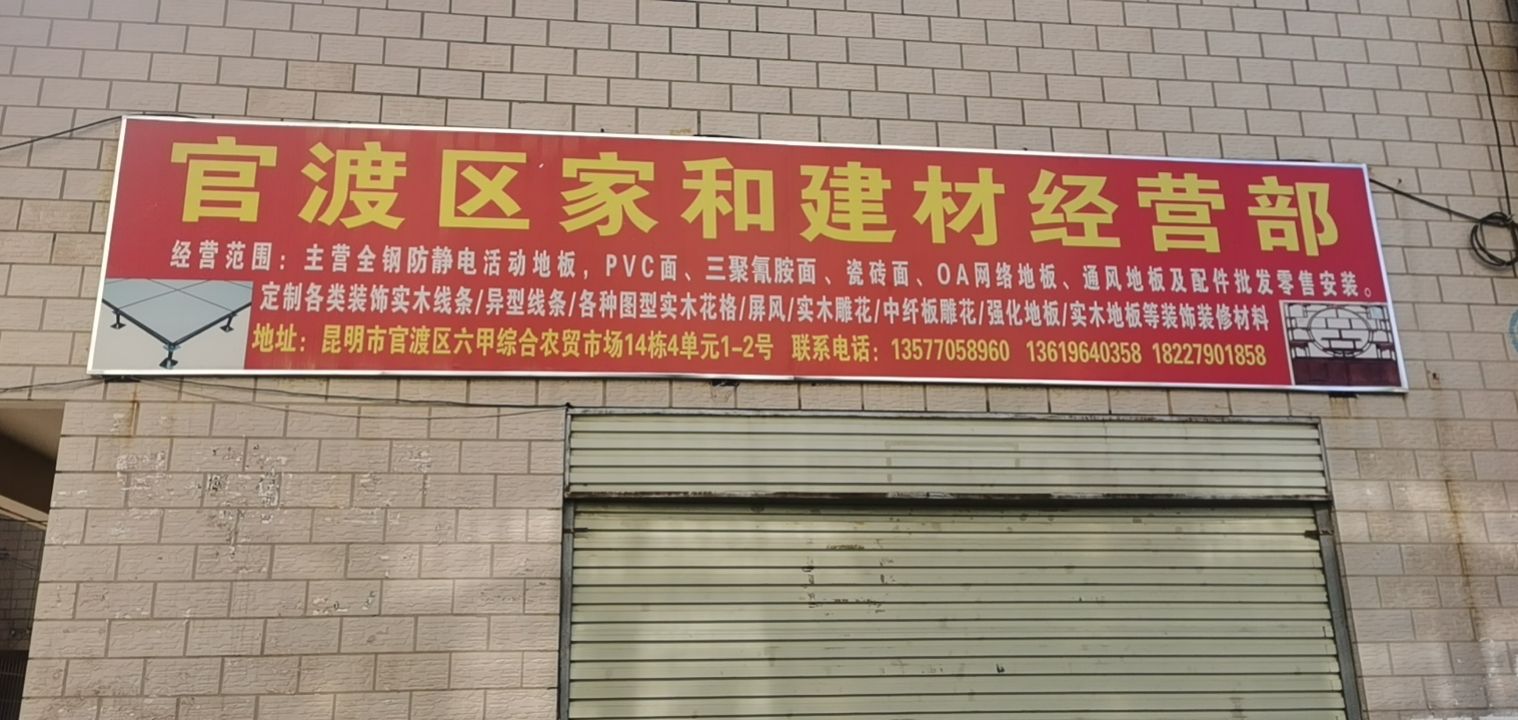 官渡区家和建材经营部
经营范围：主营全钢防静电活动地板，PVC面、三聚氰胺面、瓷砖面、OA网络地板、通风地板及配件批发零售安装。
定制各类装饰实木线条/异型线条/各种图型实木花格/屏风/实木雕花/中纤板雕花/强化地板/实木地板等装饰装修材料
地址：昆明市官渡区六甲综合农贸市场14栋4单元1-2号 联系电话：13577058960 13619640358 18227901858